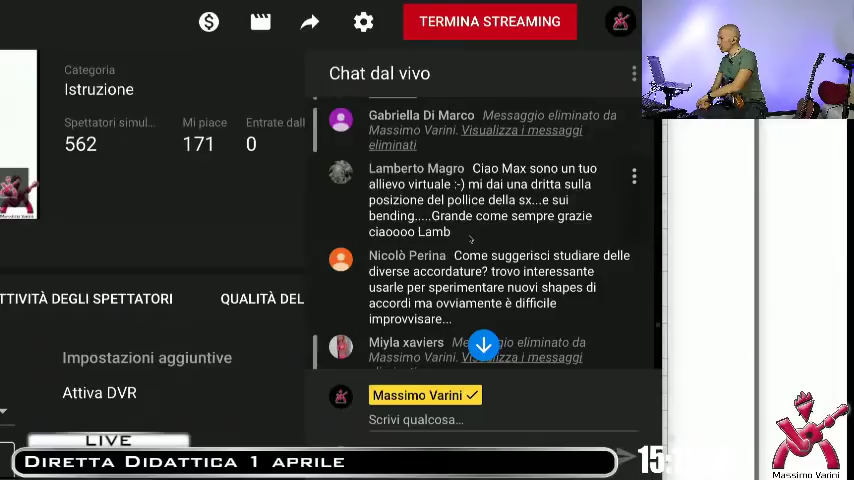 TERMINA STREAMING
Categoria
Istruzione
Spettatori simul...
Mi piace
Entrate dall
562
171
0
TTIVITÀ DEGLI SPETTATORI
QUALITÀ DEL
Impostazioni aggiuntive
Attiva DVR
Chat dal vivo
Gabriella Di Marco Messaggio eliminato da
Massimo Varini. Visualizza i messaggi
eliminati
Lamberto Magro Ciao Max sono un tuo
allievo virtuale :-) mi dai una dritta sulla
posizione del pollice della sx...e sui
bending.....Grande come sempre grazie
ciaoooo Lamb
Nicolò Perina Come suggerisci studiare delle
diverse accordature? trovo interessante
usarle per sperimentare nuovi shapes di
accordi ma ovviamente è difficile
improvvisare...
Miyla xaviers
eliminato da
Massimo Varini.
i messaggi
Massimo Varini
Scrivi qualcosa...
LIVE
DIRETTA DIDATTICA 1 APRILE
Massimo Varini
Massimo Varini